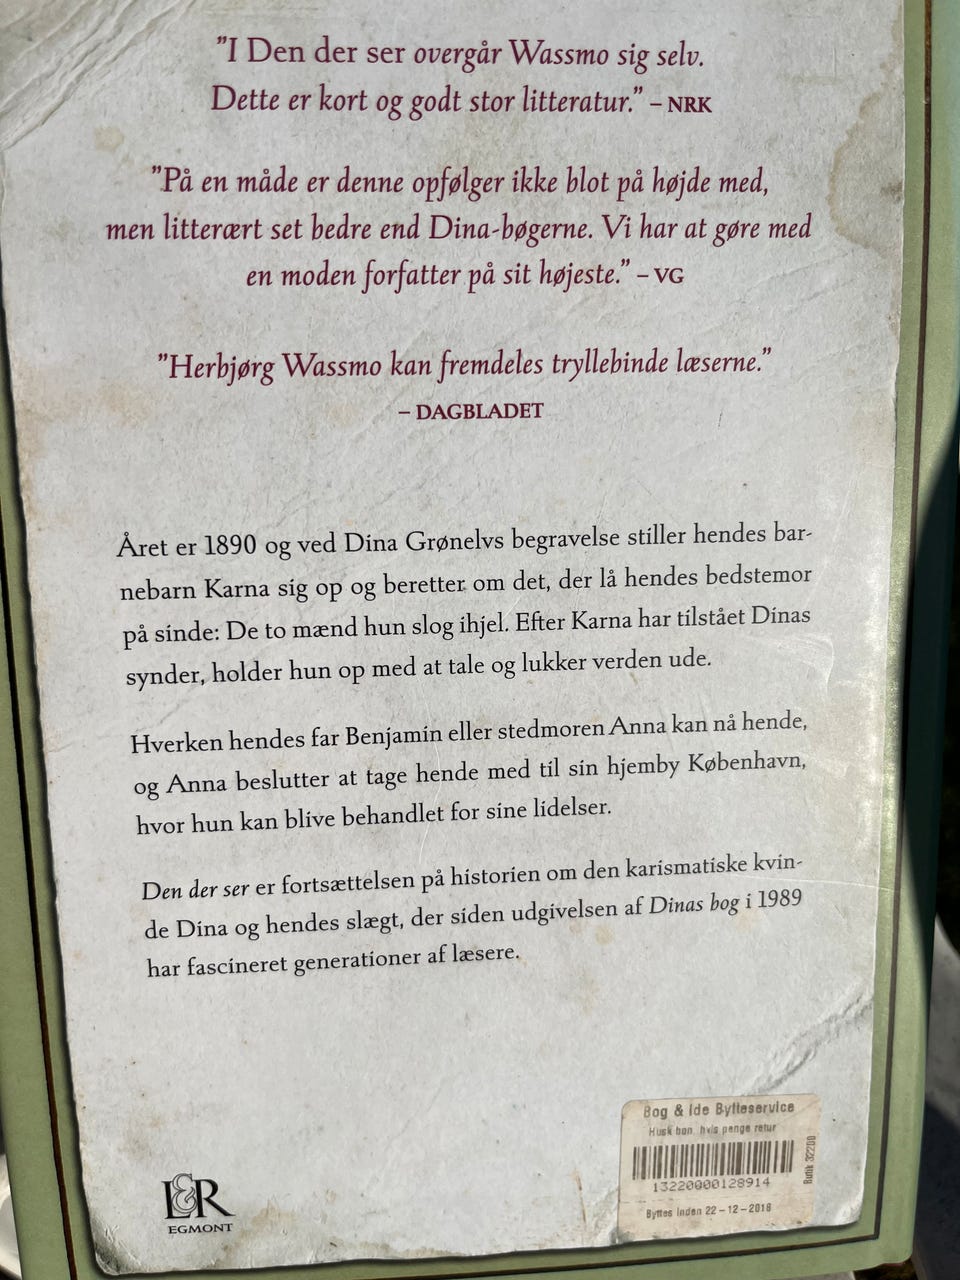 ”I Den der ser overgår Wassmo sig selv.
Dette er kort og godt stor litteratur.” – NRK
”På en måde er denne opfølger ikke blot på højde med,
men litterært set bedre end Dina-bøgerne. Vi har at gøre med
en moden forfatter på sit højeste.” – VG
”Herbjørg Wassmo kan fremdeles tryllebinde læserne.”
– DAGBLADET
Året er 1890 og ved Dina Grønelvs begravelse stiller hendes bar-
nebarn Karna sig op og beretter om det, der lå hendes bedstemor
på sinde: De to mænd hun slog ihjel. Efter Karna har tilstået Dinas
synder, holder hun op med at tale og lukker verden ude.
Hverken hendes far Benjamin eller stedmoren Anna kan nå hende,
og Anna beslutter at tage hende med til sin hjemby København,
hvor hun kan blive behandlet for sine lidelser.
Den der ser er fortsættelsen på historien om den karismatiske kvin-
de Dina og hendes slægt, der siden udgivelsen af Dinas bog i 1989
har fascineret generationer af læsere.
L&R
EGMONT
Bog & Ide Bytteservice
Husk bon, hvis penge retur
13220000128914
Butik 32200
Byttes inden 22-12-2018